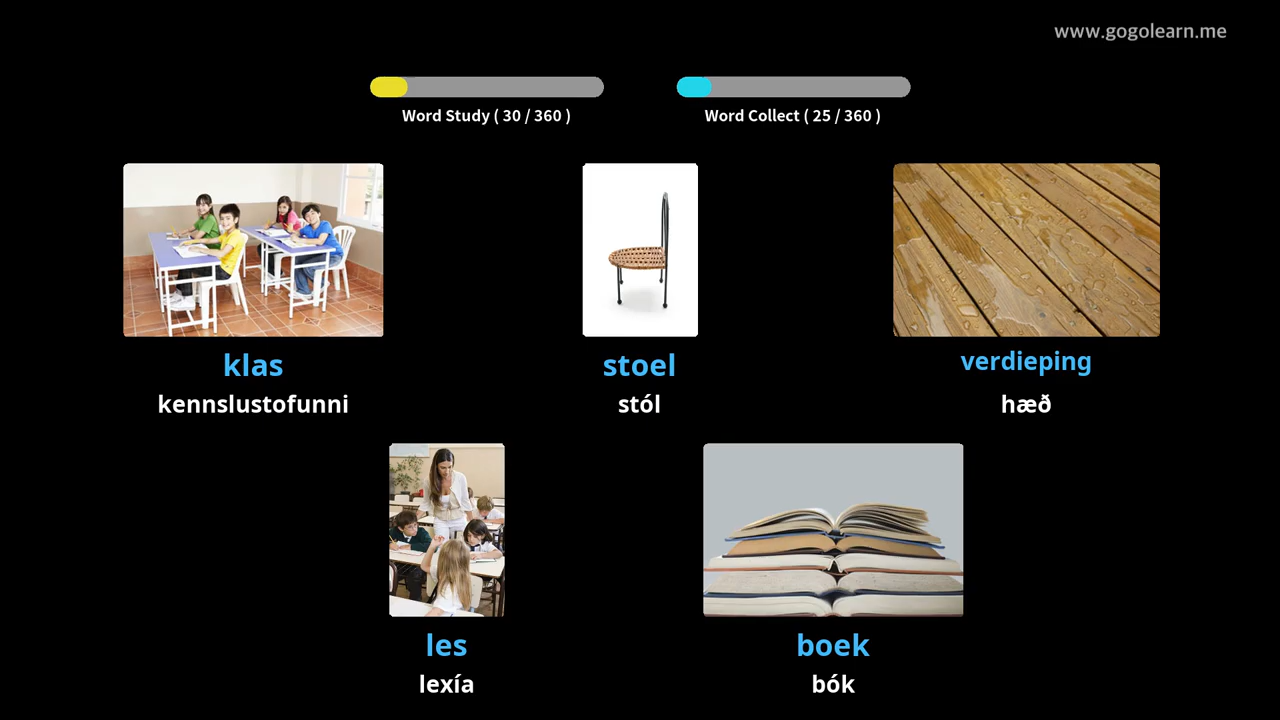 www.gogolearn.me
Word Study ( 30 / 360 )
Word Collect ( 25 / 360 )
klas
kennslustofunni
stoel
stól
verdieping
hæð
les
lexía
boek
bók